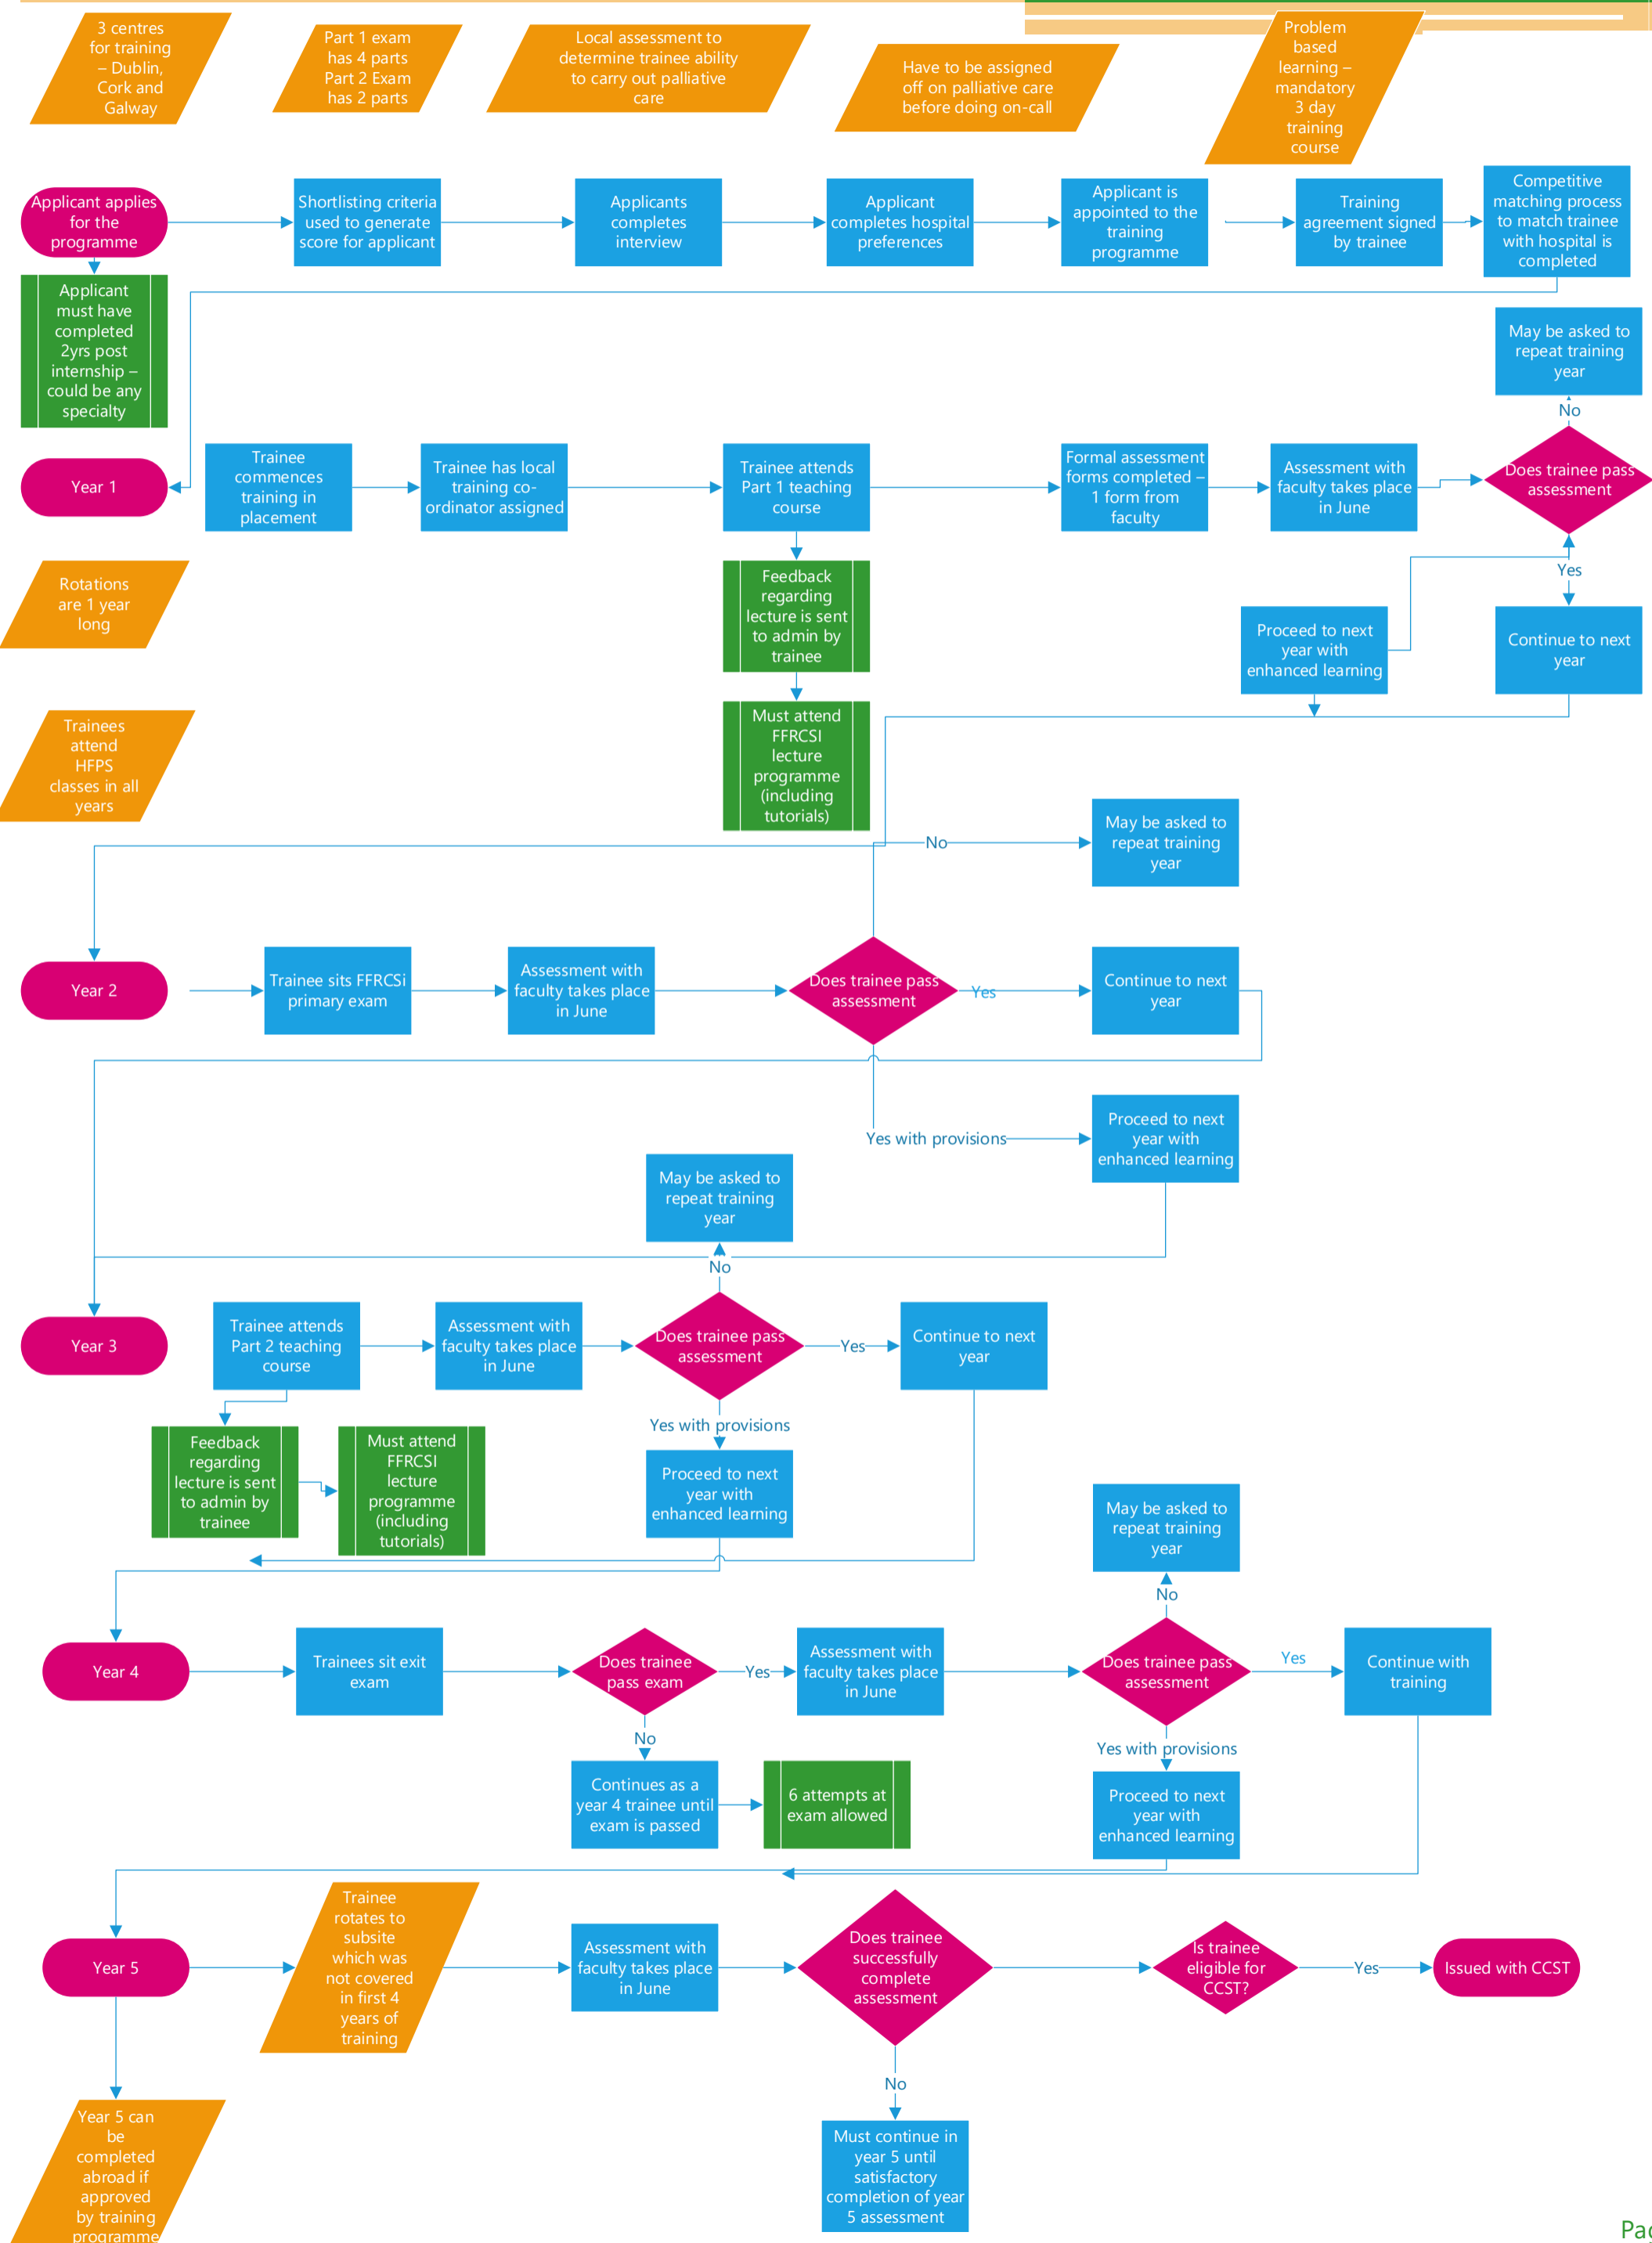 3 centres
for training
– Dublin,
Cork and
Galway
Part 1 exam
has 4 parts
Part 2 Exam
has 2 parts
Local assessment to
determine trainee ability
to carry out palliative
care
Have to be assigned
off on palliative care
before doing on-call
Problem
based
learning –
mandatory
3 day
training
course
Applicant applies
for the
programme
Shortlisting criteria
used to generate
score for applicant
Applicants
completes
interview
Applicant
completes hospital
preferences
Applicant is
appointed to the
training
programme
Training
agreement signed
by trainee
Competitive
matching process
to match trainee
with hospital is
completed
Applicant
must have
completed
2yrs post
internship –
could be any
specialty
May be asked to
repeat training
year
No
Year 1
Trainee
commences
training in
placement
Trainee has local
training co-
ordinator assigned
Trainee attends
Part 1 teaching
course
Formal assessment
forms completed –
1 form from
faculty
Assessment with
faculty takes place
in June
Does trainee pass
assessment
Yes
Rotations
are 1 year
long
Feedback
regarding
lecture is sent
to admin by
trainee
Proceed to next
year with
enhanced learning
Continue to next
year
Trainees
attend
HFPS
classes in all
years
Must attend
FFRCSI
lecture
programme
(including
tutorials)
No
May be asked to
repeat training
year
Year 2
Trainee sits FFRCSi
primary exam
Assessment with
faculty takes place
in June
Does trainee pass
assessment
Yes
Continue to next
year
Yes with provisions
Proceed to next
year with
enhanced learning
May be asked to
repeat training
year
No
Year 3
Trainee attends
Part 2 teaching
course
Assessment with
faculty takes place
in June
Does trainee pass
assessment
Yes
Continue to next
year
Yes with provisions
Feedback
regarding
lecture is sent
to admin by
trainee
Must attend
FFRCSI
lecture
programme
(including
tutorials)
Proceed to next
year with
enhanced learning
May be asked to
repeat training
year
No
Year 4
Trainees sit exit
exam
Does trainee
pass exam
Yes
Assessment with
faculty takes place
in June
Does trainee pass
assessment
Yes
Continue with
training
No
Yes with provisions
Continues as a
year 4 trainee until
exam is passed
6 attempts at
exam allowed
Proceed to next
year with
enhanced learning
Year 5
Trainee
rotates to
subsite
which was
not covered
in first 4
years of
training
Assessment with
faculty takes place
in June
Does trainee
successfully
complete
assessment
Is trainee
eligible for
CCST?
Yes
Issued with CCST
No
Year 5 can
be
completed
abroad if
approved
by training
programme
Must continue in
year 5 until
satisfactory
completion of year
5 assessment